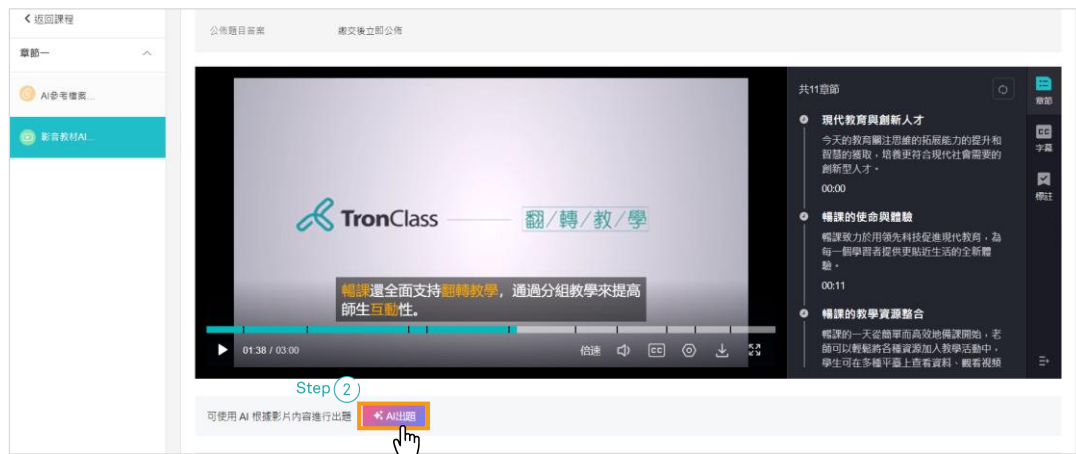 返回課程
章節一
AI參考檔案...
影音教材AI...
公佈題目答案 繳交後立即公佈
TronClass 翻/轉/教/學
暢課還全面支持翻轉教學，通過分組教學來提高
師生互動性。
01:38 / 03:00 倍速 CC
共11章節
現代教育與創新人才
今天的教育關注思維的拓展能力的提升和
智慧的獲取，培養更符合現代社會需要的
創新型人才。
00:00
暢課的使命與體驗
暢課致力於用領先科技促進現代教育，為
每一個學習者提供更貼近生活的全新體
驗。
00:11
暢課的教學資源整合
暢課的一天從簡單而高效地備課開始，老
師可以輕鬆將各種資源加入教學活動中，
學生可在多種平臺上查看資料、觀看視頻
章節
CC
字幕
標註
Step 2
可使用 AI 根據影片內容進行出題 AI出題